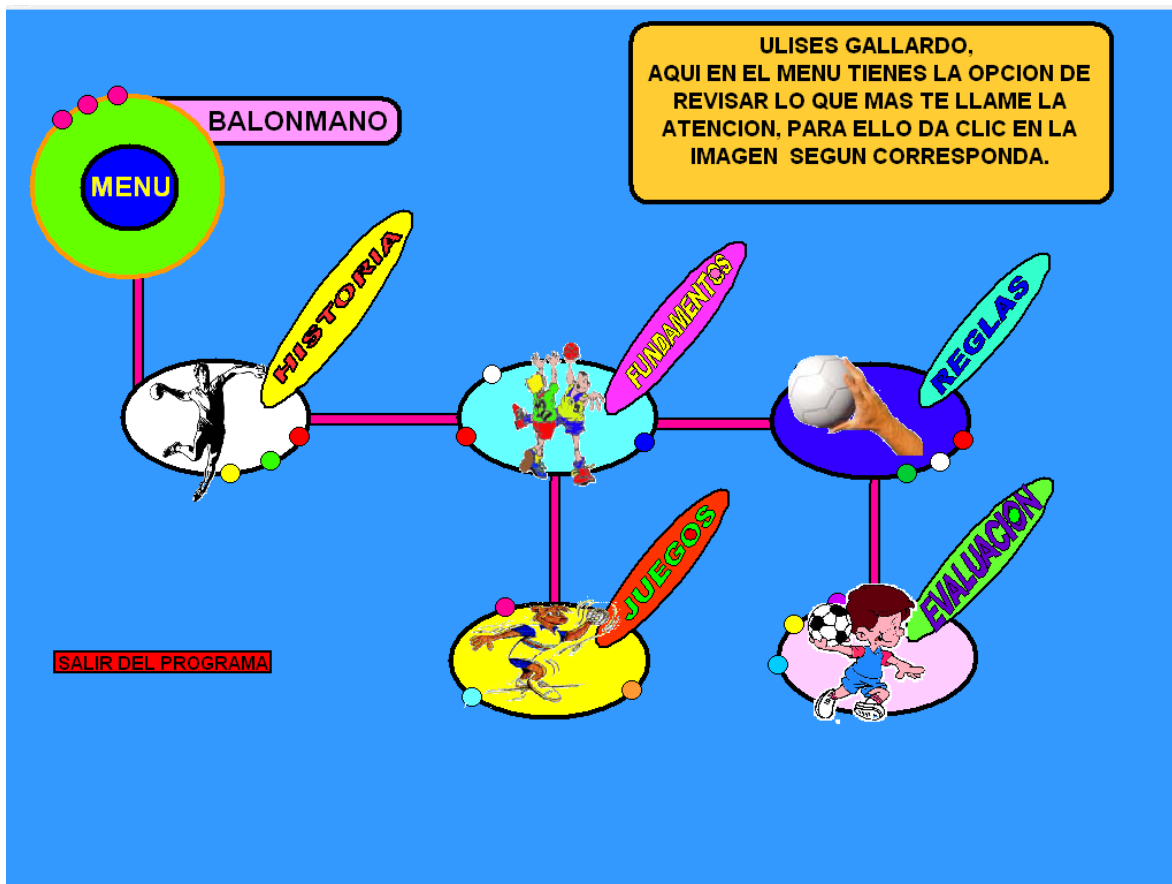 ULISES GALLARDO,
AQUI EN EL MENU TIENES LA OPCION DE
REVISAR LO QUE MAS TE LLAME LA
ATENCION, PARA ELLO DA CLIC EN LA
IMAGEN SEGUN CORRESPONDA.
BALONMANO
MENU
HISTORIA
FUNDAMENTOS
REGLAS
JUEGOS
EVALUACION
SALIR DEL PROGRAMA